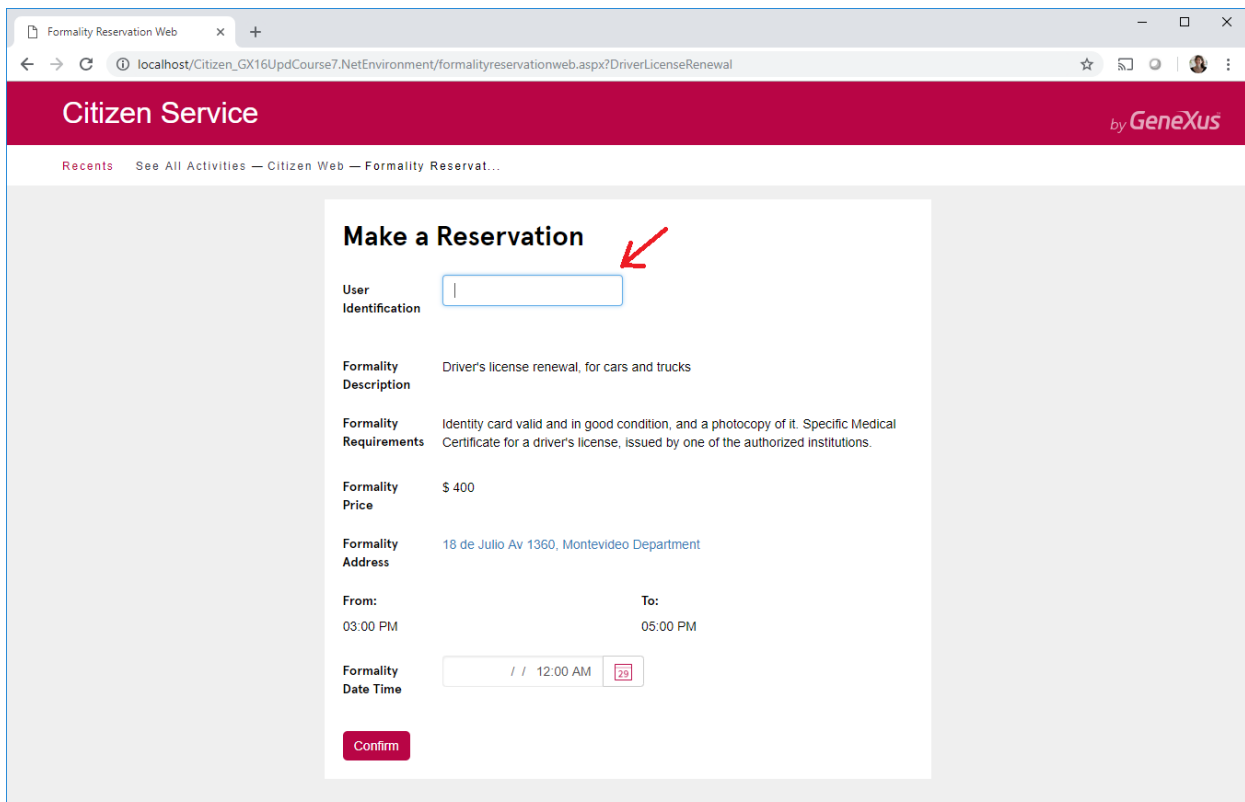 Formality Reservation Web
localhost/Citizen_GX16UpdCourse7.NetEnvironment/formalityreservationweb.aspx?DriverLicenseRenewal
Citizen Service
by GeneXus
Recents See All Activities — Citizen Web — Formality Reservat...
Make a Reservation
User
Identification
Formality
Description
Driver's license renewal, for cars and trucks
Formality
Requirements
Identity card valid and in good condition, and a photocopy of it. Specific Medical
Certificate for a driver's license, issued by one of the authorized institutions.
Formality
Price
$ 400
Formality
Address
18 de Julio Av 1360, Montevideo Department
From: To:
03:00 PM 05:00 PM
Formality
Date Time
/ / 12:00 AM
29
Confirm